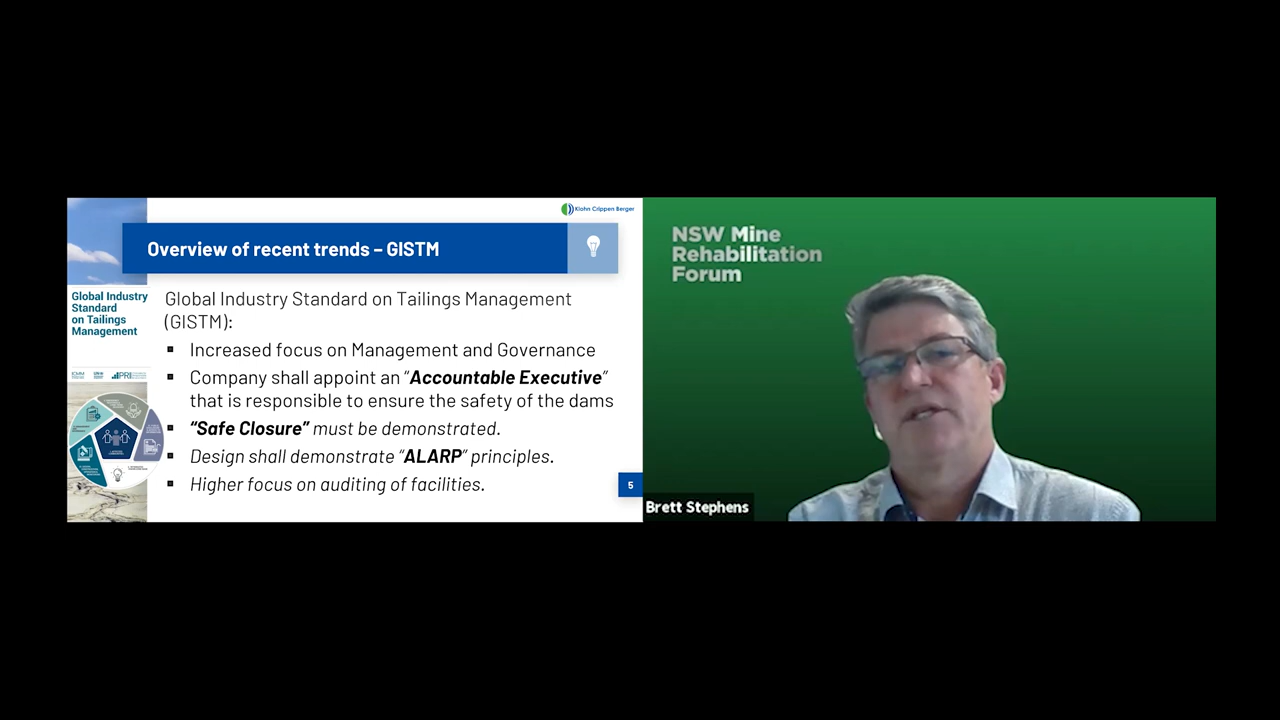 Klohn Crippen Berger
Overview of recent trends – GISTM
Global Industry
Standard
on Tailings
Management
Global Industry Standard on Tailings Management
(GISTM):
▪ Increased focus on Management and Governance
▪ Company shall appoint an "Accountable Executive"
that is responsible to ensure the safety of the dams
▪ "Safe Closure" must be demonstrated.
▪ Design shall demonstrate "ALARP" principles.
▪ Higher focus on auditing of facilities.
PRI
5
NSW Mine
Rehabilitation
Forum
Brett Stephens